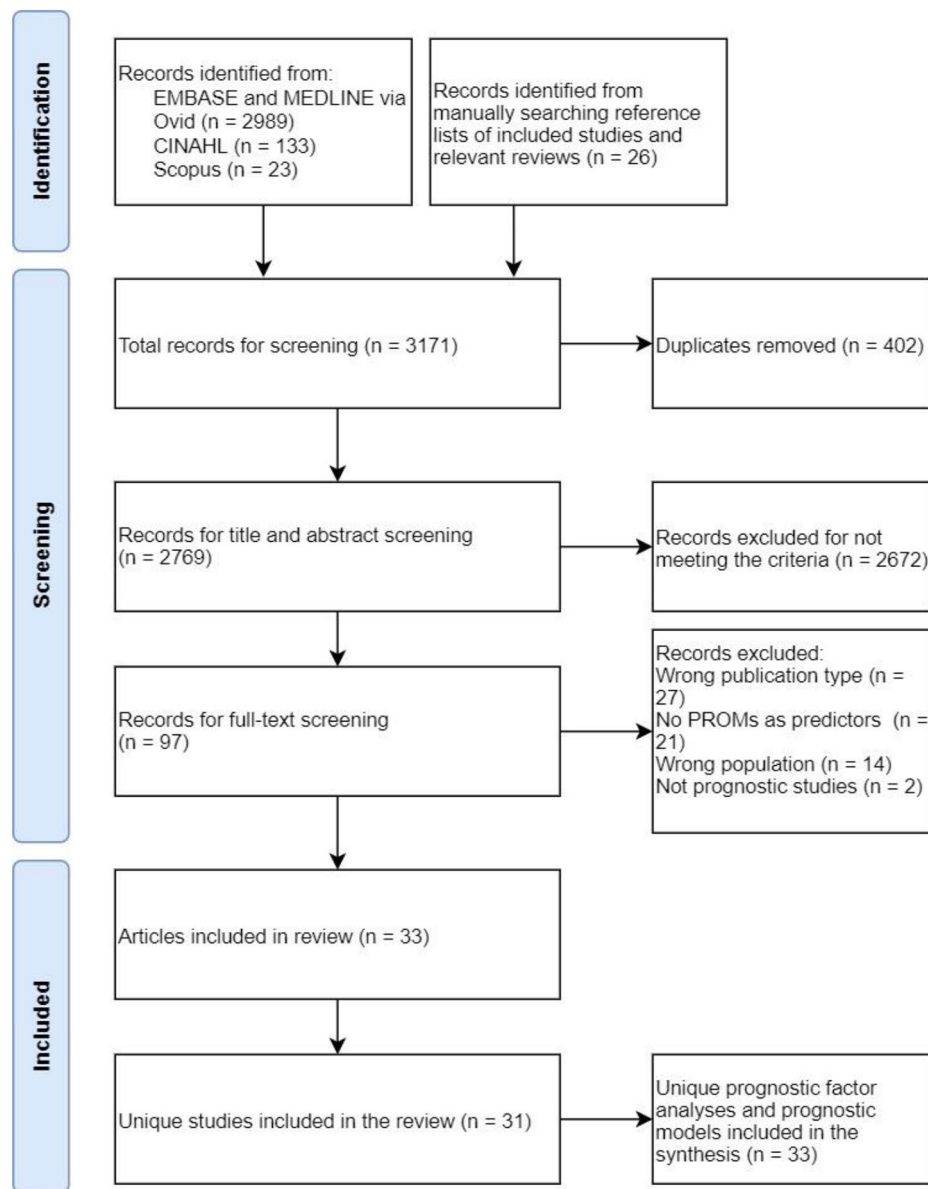 Identification
Records identified from:
EMBASE and MEDLINE via
Ovid (n = 2989)
CINAHL (n = 133)
Scopus (n = 23)
Records identified from
manually searching reference
lists of included studies and
relevant reviews (n = 26)
Screening
Total records for screening (n = 3171)
Duplicates removed (n = 402)
Records for title and abstract screening
(n = 2769)
Records excluded for not
meeting the criteria (n = 2672)
Records for full-text screening
(n = 97)
Records excluded:
Wrong publication type (n =
27)
No PROMs as predictors (n =
21)
Wrong population (n = 14)
Not prognostic studies (n = 2)
Included
Articles included in review (n = 33)
Unique studies included in the review (n = 31)
Unique prognostic factor
analyses and prognostic
models included in the
synthesis (n = 33)